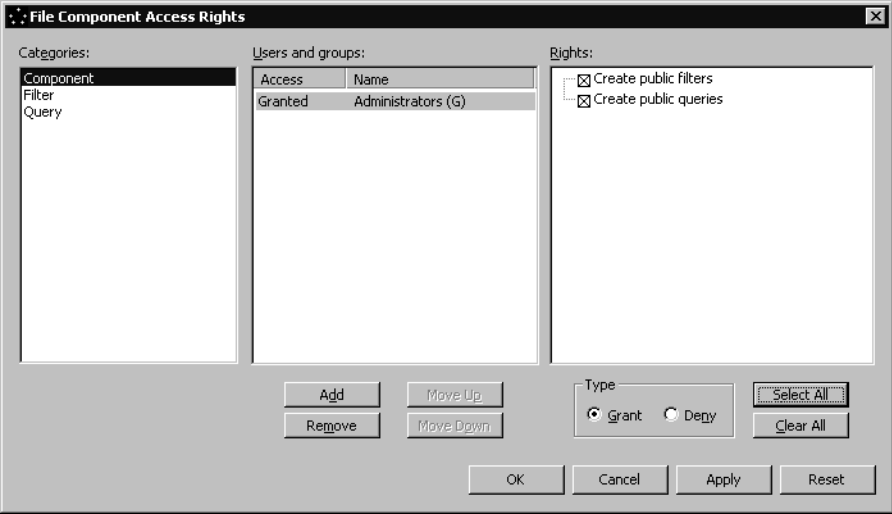 File Component Access Rights
Categories:
Users and groups:
Rights:
Component
Filter
Query
Access Name
Granted Administrators (G)
Create public filters
Create public queries
Add
Move Up
Remove
Move Down
Type
Grant Deny
Select All
Clear All
OK Cancel Apply Reset